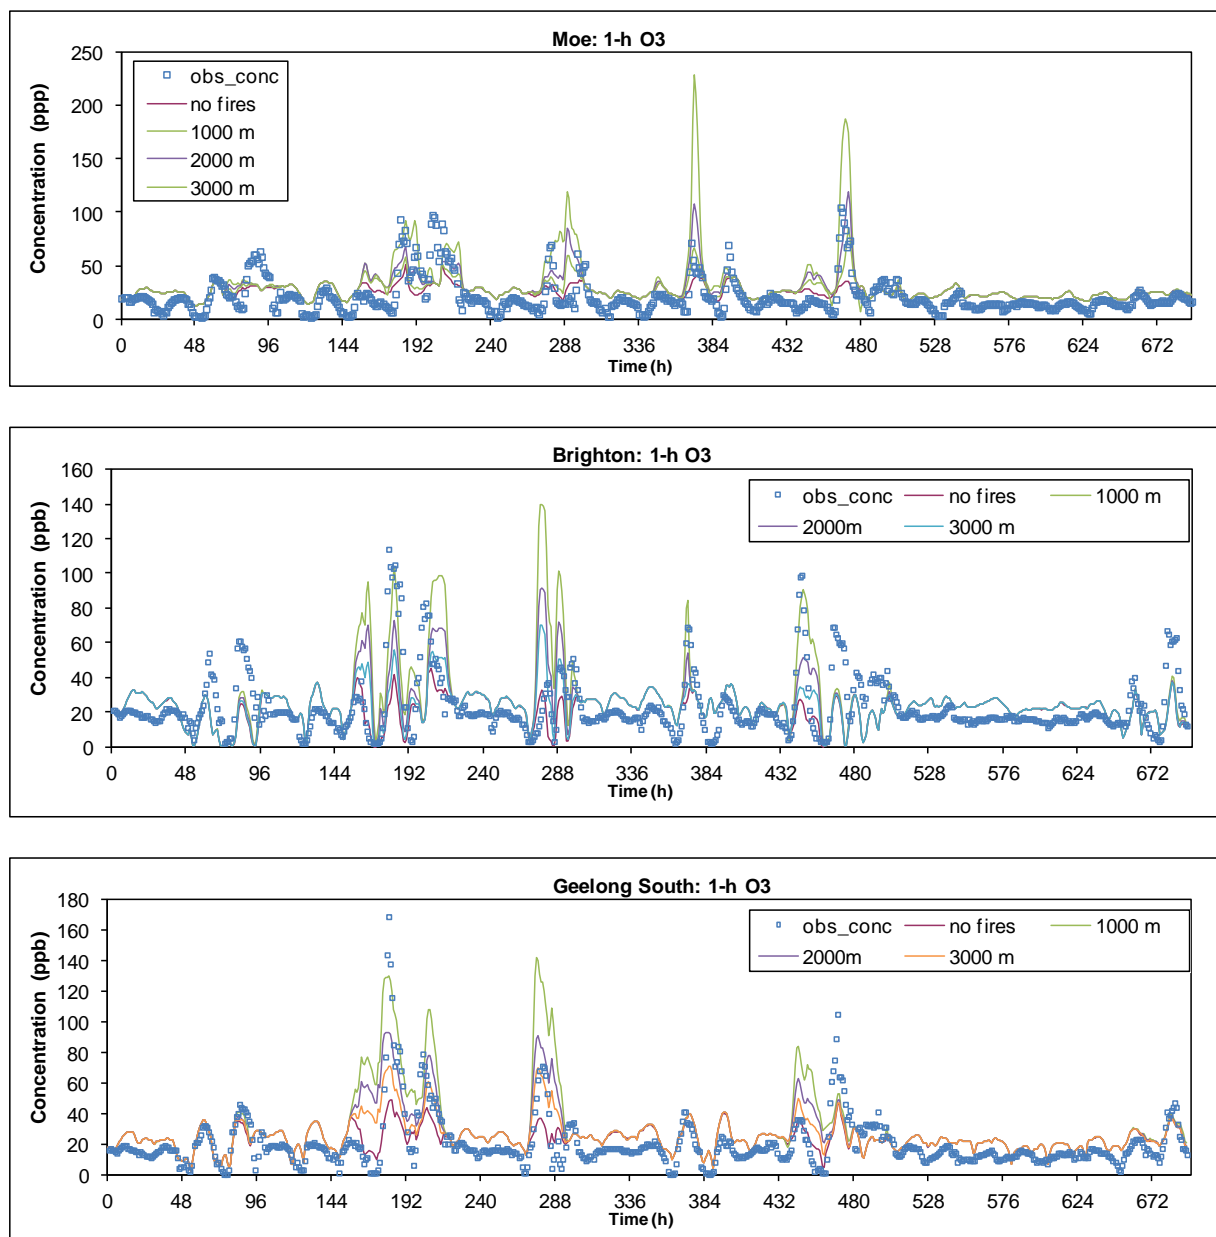 Moe: 1-h O3
Concentration (ppp)
250
200
150
100
50
0
obs_conc
no fires
1000 m
2000 m
3000 m
0 48 96 144 192 240 288 336 384 432 480 528 576 624 672
Time (h)
Brighton: 1-h O3
Concentration (ppb)
160
140
120
100
80
60
40
20
0
obs_conc no fires 1000 m
2000m 3000 m
0 48 96 144 192 240 288 336 384 432 480 528 576 624 672
Time (h)
Geelong South: 1-h O3
Concentration (ppb)
180
160
140
120
100
80
60
40
20
0
obs_conc no fires 1000 m
2000m 3000 m
0 48 96 144 192 240 288 336 384 432 480 528 576 624 672
Time (h)